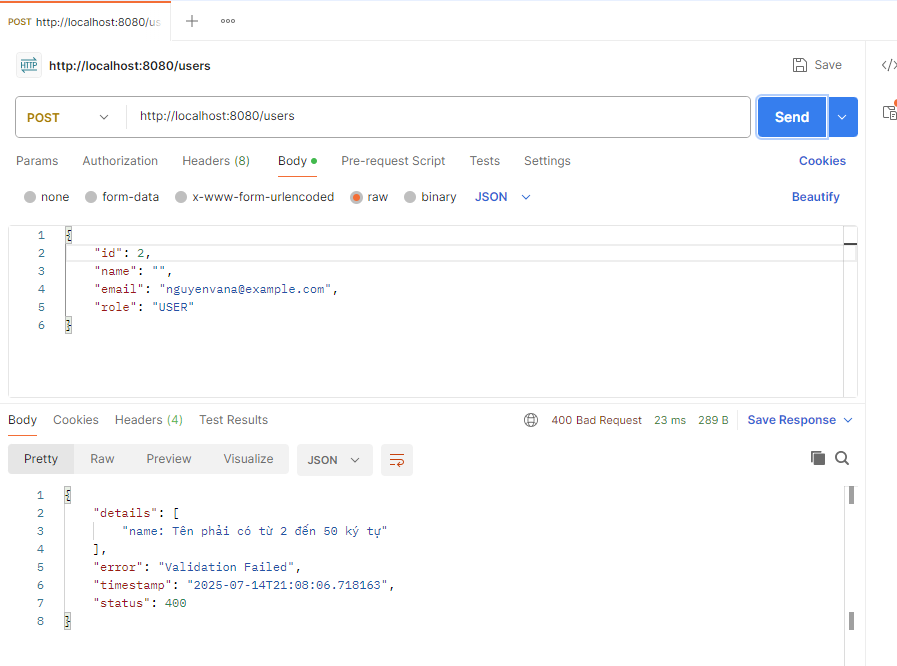 POST http://localhost:8080/us
HTTP http://localhost:8080/users
Save
POST http://localhost:8080/users Send
Params Authorization Headers (8) Body Pre-request Script Tests Settings Cookies
none form-data x-www-form-urlencoded raw binary JSON Beautify
1 {
2 "id": 2,
3 "name": "",
4 "email": "nguyenvana@example.com",
5 "role": "USER"
6 }
Body Cookies Headers (4) Test Results 400 Bad Request 23 ms 289 B Save Response
Pretty Raw Preview Visualize JSON
1 {
2 "details": [
3 "name: Tên phải có từ 2 đến 50 ký tự"
4 ],
5 "error": "Validation Failed",
6 "timestamp": "2025-07-14T21:08:06.718163",
7 "status": 400
8 }